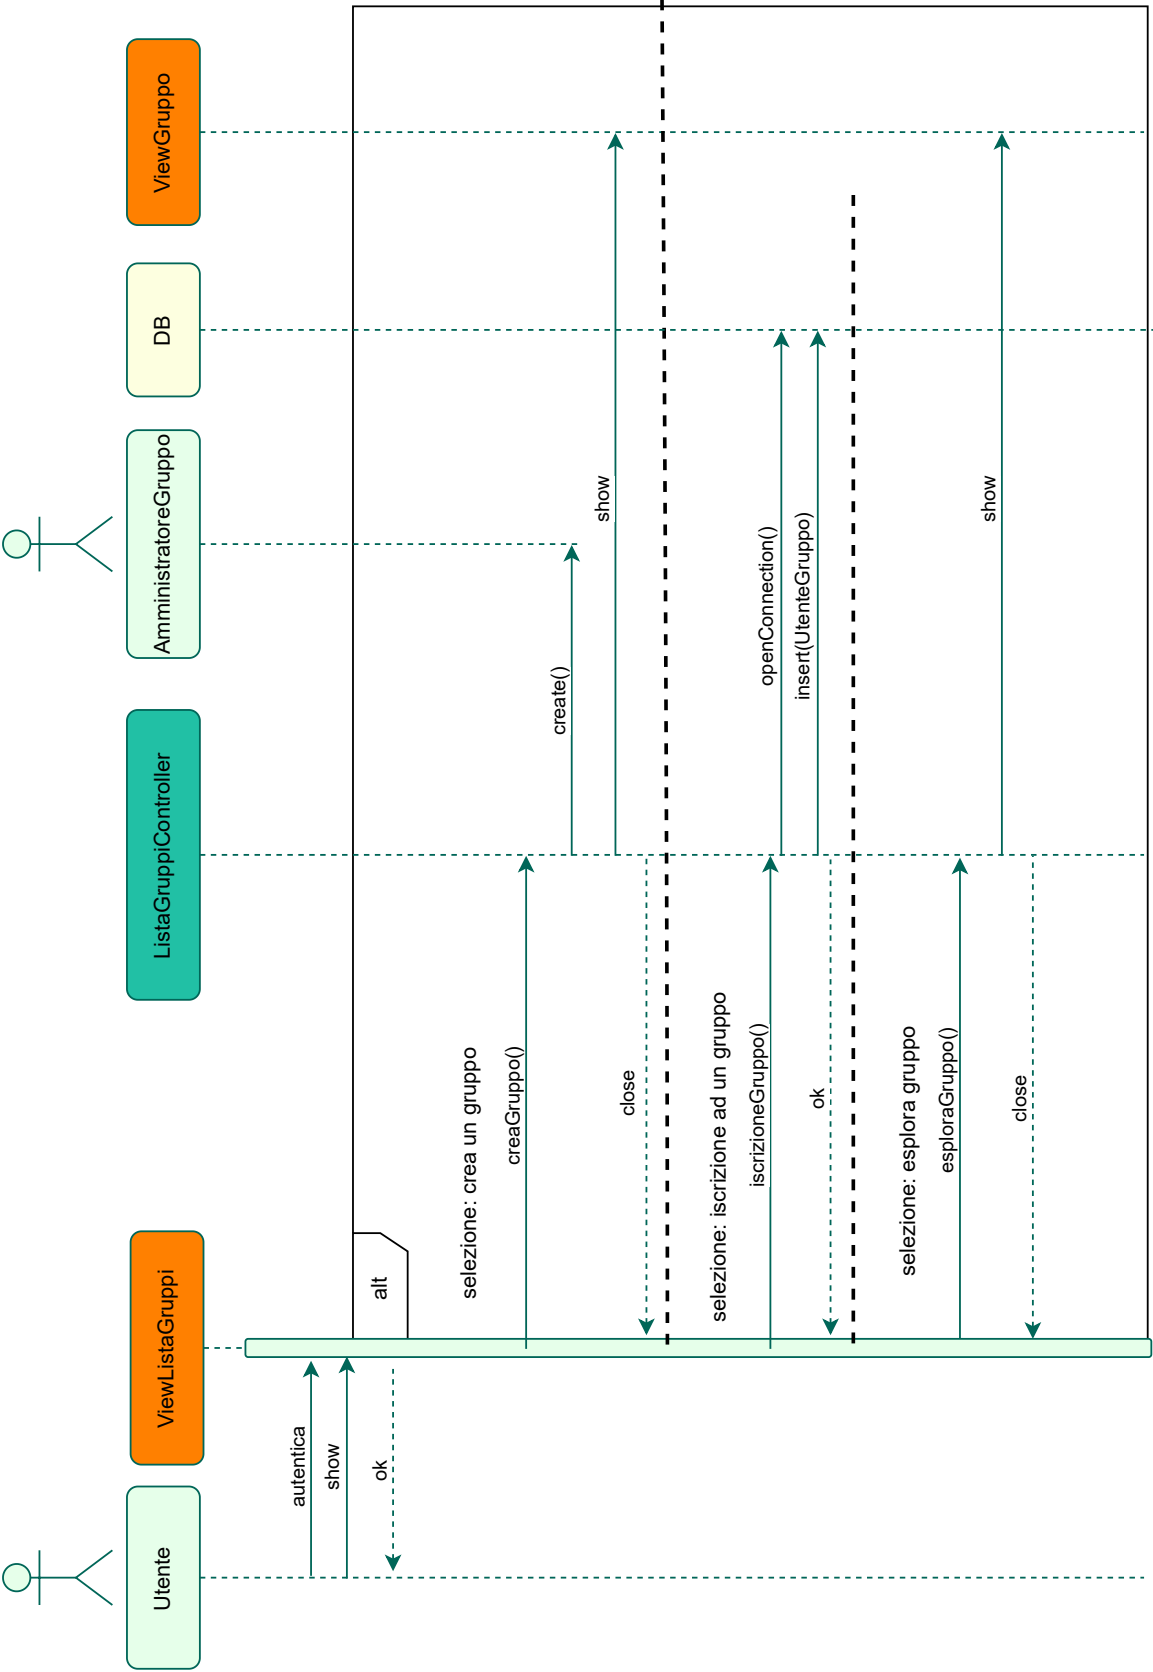 Utente
ViewListaGruppi
ListaGruppiController
AmministratoreGruppo
DB
ViewGruppo
autentica
show
alt
ok
selezione: crea un gruppo
creaGruppo()
create()
show
close
selezione: iscrizione ad un gruppo
iscrizioneGruppo()
openConnection()
insert(UtenteGruppo)
ok
selezione: esplora gruppo
esploraGruppo()
show
close